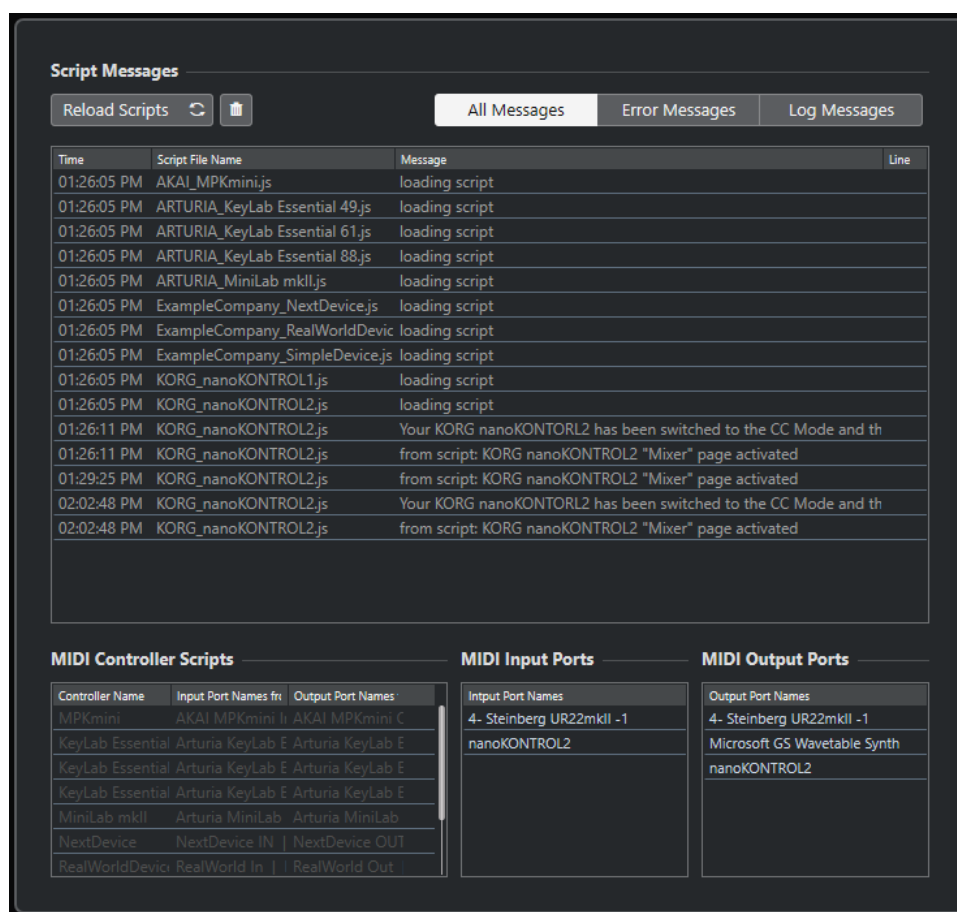 Script Messages
Reload Scripts
All Messages Error Messages Log Messages
Time Script File Name Message Line
01:26:05 PM AKAI_MPKmini.js loading script
01:26:05 PM ARTURIA_KeyLab Essential 49.js loading script
01:26:05 PM ARTURIA_KeyLab Essential 61.js loading script
01:26:05 PM ARTURIA_KeyLab Essential 88.js loading script
01:26:05 PM ARTURIA_MiniLab mkII.js loading script
01:26:05 PM ExampleCompany_NextDevice.js loading script
01:26:05 PM ExampleCompany_RealWorldDevic loading script
01:26:05 PM ExampleCompany_SimpleDevice.js loading script
01:26:05 PM KORG_nanoKONTROL1.js loading script
01:26:05 PM KORG_nanoKONTROL2.js loading script
01:26:11 PM KORG_nanoKONTROL2.js Your KORG nanoKONTORL2 has been switched to the CC Mode and th
01:26:11 PM KORG_nanoKONTROL2.js from script: KORG nanoKONTROL2 "Mixer" page activated
01:29:25 PM KORG_nanoKONTROL2.js from script: KORG nanoKONTROL2 "Mixer" page activated
02:02:48 PM KORG_nanoKONTROL2.js Your KORG nanoKONTORL2 has been switched to the CC Mode and th
02:02:48 PM KORG_nanoKONTROL2.js from script: KORG nanoKONTROL2 "Mixer" page activated
MIDI Controller Scripts
Controller Name Input Port Names fr Output Port Names
MPKmini AKAI MPKmini I AKAI MPKmini C
KeyLab Essential Arturia KeyLab E Arturia KeyLab E
KeyLab Essential Arturia KeyLab E Arturia KeyLab E
KeyLab Essential Arturia KeyLab E Arturia KeyLab E
MiniLab mkII Arturia MiniLab Arturia MiniLab
NextDevice NextDevice IN | NextDevice OUT
RealWorldDevic RealWorld In | RealWorld Out
MIDI Input Ports
Intput Port Names
4- Steinberg UR22mkII -1
nanoKONTROL2
MIDI Output Ports
Output Port Names
4- Steinberg UR22mkII -1
Microsoft GS Wavetable Synth
nanoKONTROL2